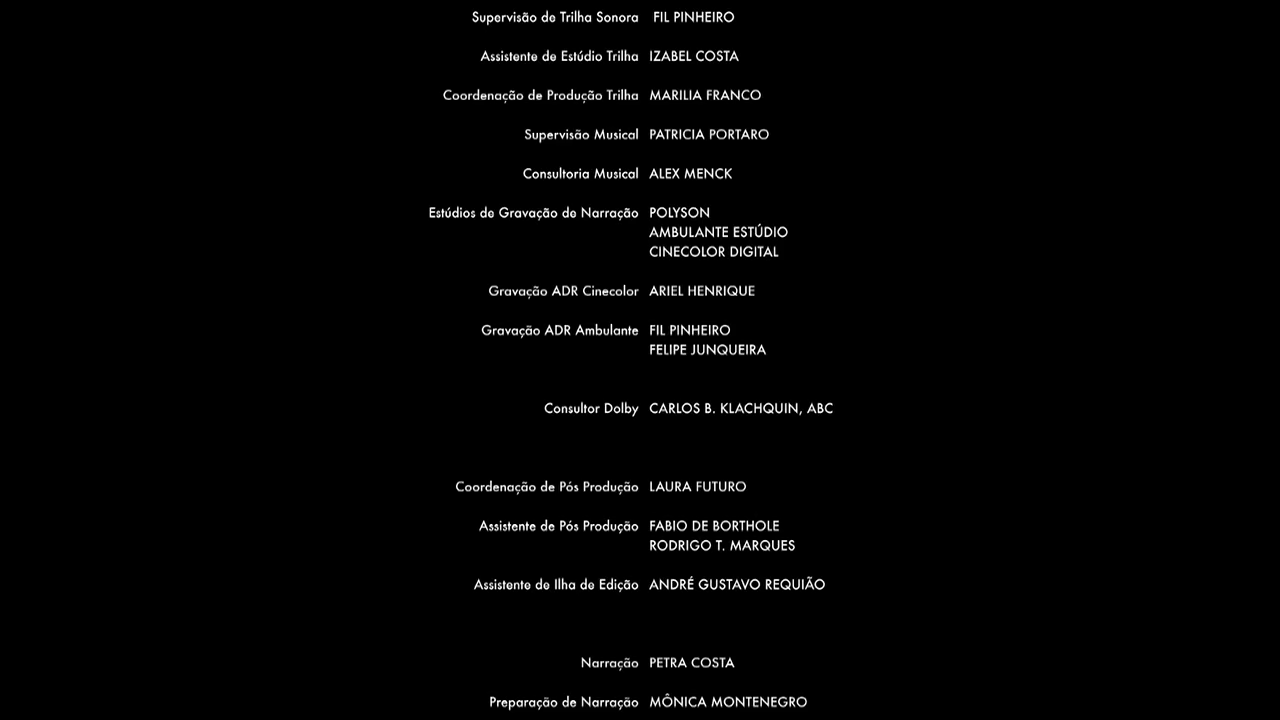 Supervisão de Trilha Sonora FIL PINHEIRO
Assistente de Estúdio Trilha IZABEL COSTA
Coordenação de Produção Trilha MARILIA FRANCO
Supervisão Musical PATRICIA PORTARO
Consultoria Musical ALEX MENCK
Estúdios de Gravação de Narração POLYSON
AMBULANTE ESTÚDIO
CINECOLOR DIGITAL
Gravação ADR Cinecolor ARIEL HENRIQUE
Gravação ADR Ambulante FIL PINHEIRO
FELIPE JUNQUEIRA
Consultor Dolby CARLOS B. KLACHQUIN, ABC
Coordenação de Pós Produção LAURA FUTURO
Assistente de Pós Produção FABIO DE BORTHOLE
RODRIGO T. MARQUES
Assistente de Ilha de Edição ANDRÉ GUSTAVO REQUIÃO
Narração PETRA COSTA
Preparação de Narração MÔNICA MONTENEGRO